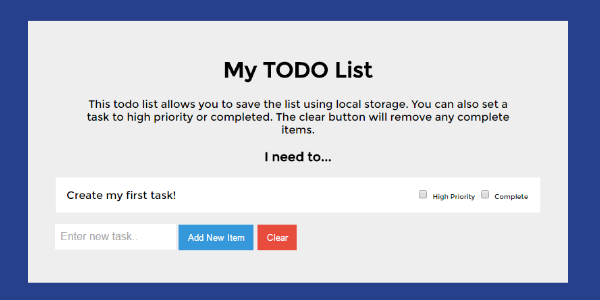 My TODO List
This todo list allows you to save the list using local storage. You can also set a
task to high priority or completed. The clear button will remove any complete
items.
I need to...
Create my first task! High Priority Complete
Enter new task.. Add New Item Clear